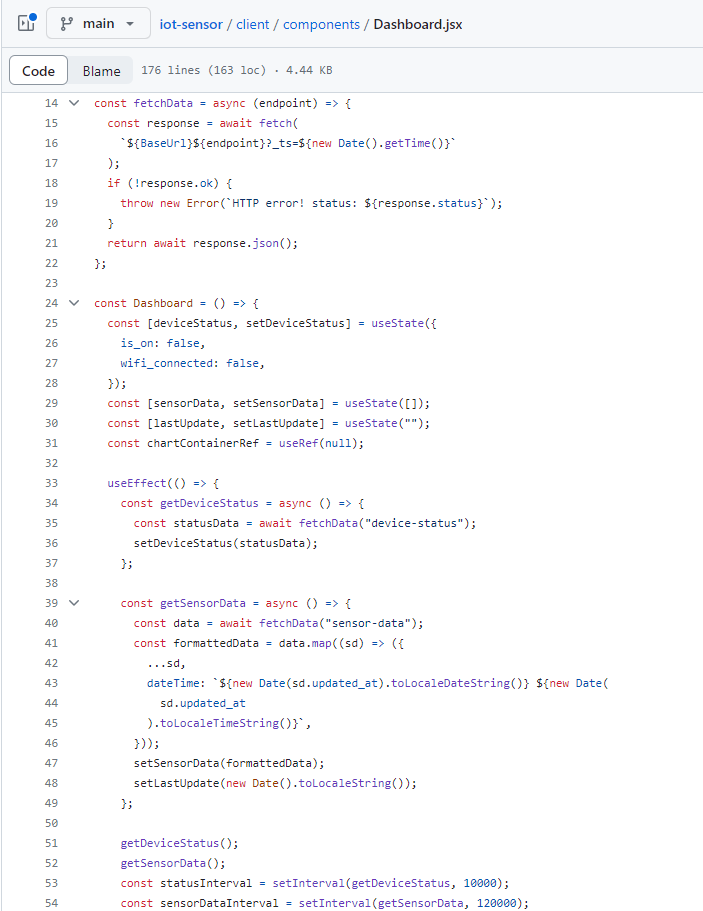 main
iot-sensor / client / components / Dashboard.jsx
Code Blame 176 lines (163 loc) · 4.44 KB
14 const fetchData = async (endpoint) => {
15 const response = await fetch(
16 `${BaseUrl}${endpoint}?_ts=${new Date().getTime()}`
17 );
18 if (!response.ok) {
19 throw new Error(`HTTP error! status: ${response.status}`);
20 }
21 return await response.json();
22 };
23
24 const Dashboard = () => {
25 const [deviceStatus, setDeviceStatus] = useState({
26 is_on: false,
27 wifi_connected: false,
28 });
29 const [sensorData, setSensorData] = useState([]);
30 const [lastUpdate, setLastUpdate] = useState("");
31 const chartContainerRef = useRef(null);
32
33 useEffect(() => {
34 const getDeviceStatus = async () => {
35 const statusData = await fetchData("device-status");
36 setDeviceStatus(statusData);
37 };
38
39 const getSensorData = async () => {
40 const data = await fetchData("sensor-data");
41 const formattedData = data.map((sd) => ({
42 ...sd,
43 dateTime: `${new Date(sd.updated_at).toLocaleDateString()} ${new Date(
44 sd.updated_at
45 ).toLocaleTimeString()}`,
46 }));
47 setSensorData(formattedData);
48 setLastUpdate(new Date().toLocaleString());
49 };
50
51 getDeviceStatus();
52 getSensorData();
53 const statusInterval = setInterval(getDeviceStatus, 10000);
54 const sensorDataInterval = setInterval(getSensorData, 120000);